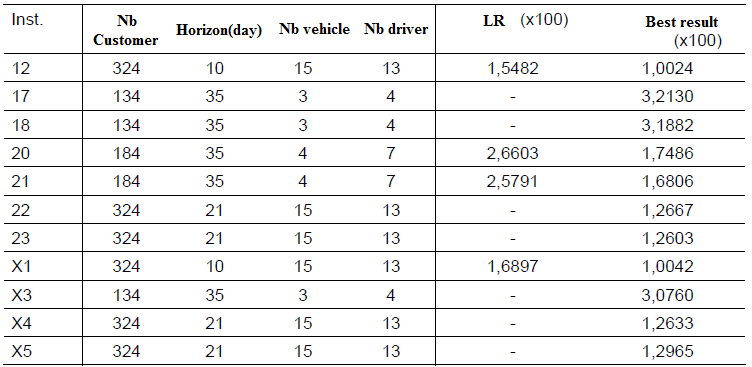 Inst. Nb Customer Horizon(day) Nb vehicle Nb driver LR (x100) Best result (x100)
12 324 10 15 13 1,5482 1,0024
17 134 35 3 4 - 3,2130
18 134 35 3 4 - 3,1882
20 184 35 4 7 2,6603 1,7486
21 184 35 4 7 2,5791 1,6806
22 324 21 15 13 - 1,2667
23 324 21 15 13 - 1,2603
X1 324 10 15 13 1,6897 1,0042
X3 134 35 3 4 - 3,0760
X4 324 21 15 13 - 1,2633
X5 324 21 15 13 - 1,2965